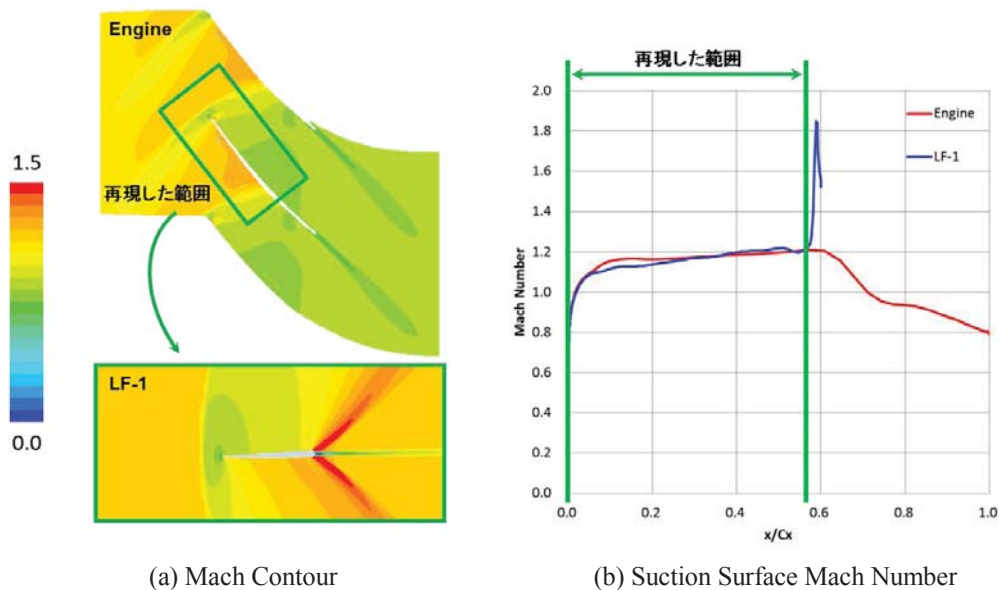 Engine
再現した範囲
1.5
0.0
LF-1
(a) Mach Contour
再現した範囲
2.0
1.8
1.6
1.4
1.2
1.0
0.8
0.6
0.4
0.2
0.0
Mach Number
Engine
LF-1
0.0 0.2 0.4 0.6 0.8 1.0
x/Cx
(b) Suction Surface Mach Number